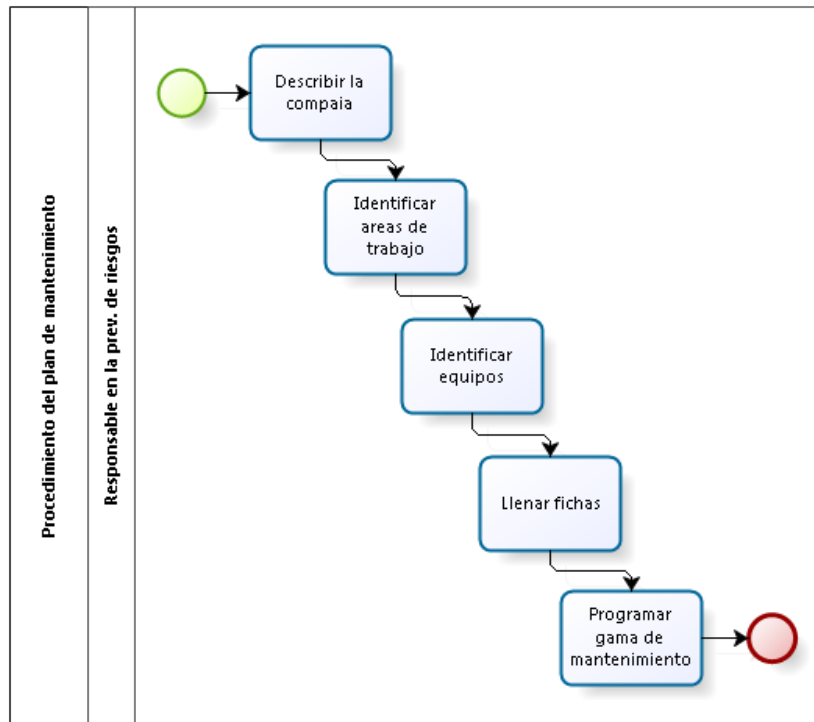 Procedimiento del plan de mantenimiento
Responsable en la prev. de riesgos
Describir la
compaia
Identificar
areas de
trabajo
Identificar
equipos
Llenar fichas
Programar
gama de
mantenimiento